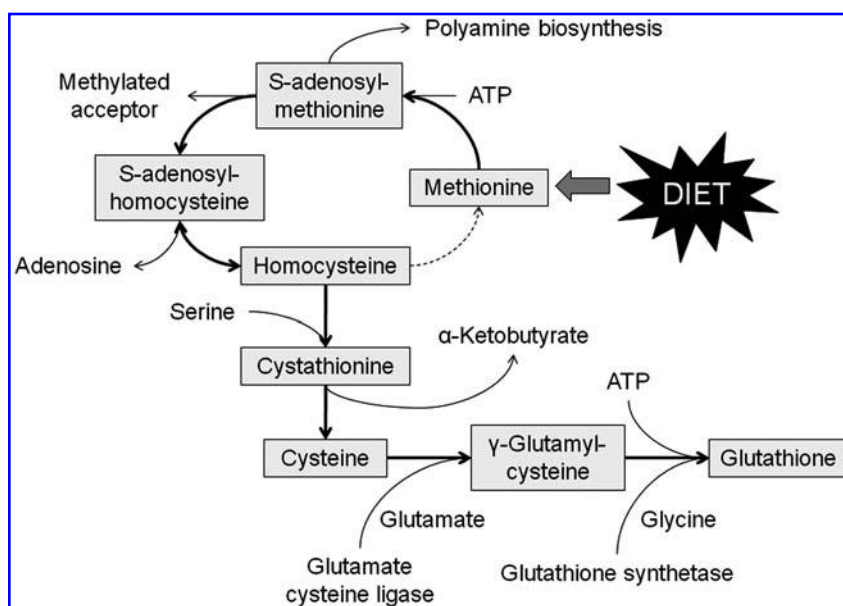 Polyamine biosynthesis
S-adenosyl-
methionine
Methylated
acceptor
ATP
S-adenosyl-
homocysteine
Methionine
DIET
Adenosine
Homocysteine
Serine
α-Ketobutyrate
Cystathionine
ATP
Cysteine
γ-Glutamyl-
cysteine
Glutathione
Glutamate
Glycine
Glutamate
cysteine ligase
Glutathione synthetase